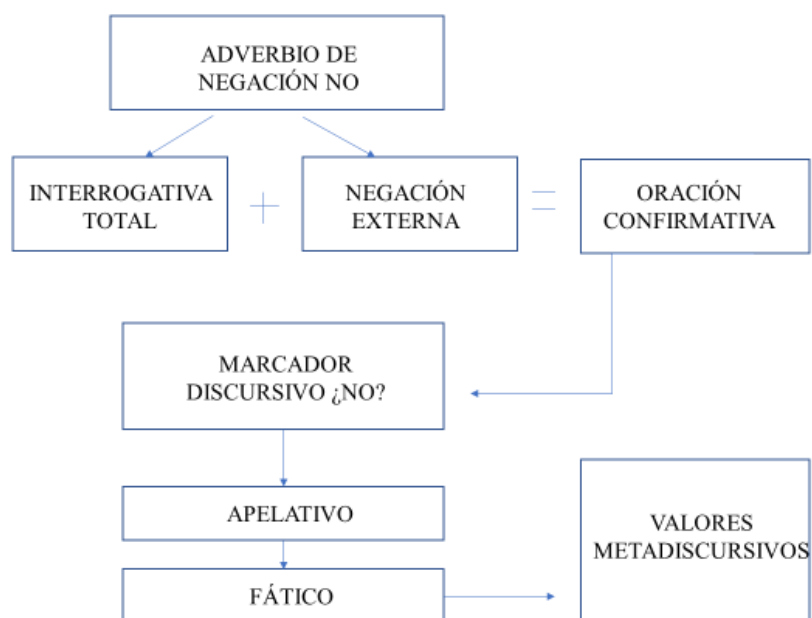 ADVERBIO DE
NEGACIÓN NO
INTERROGATIVA
TOTAL
+
NEGACIÓN
EXTERNA
=
ORACIÓN
CONFIRMATIVA
MARCADOR
DISCURSIVO ¿NO?
APELATIVO
FÁTICO
VALORES
METADISCURSIVOS